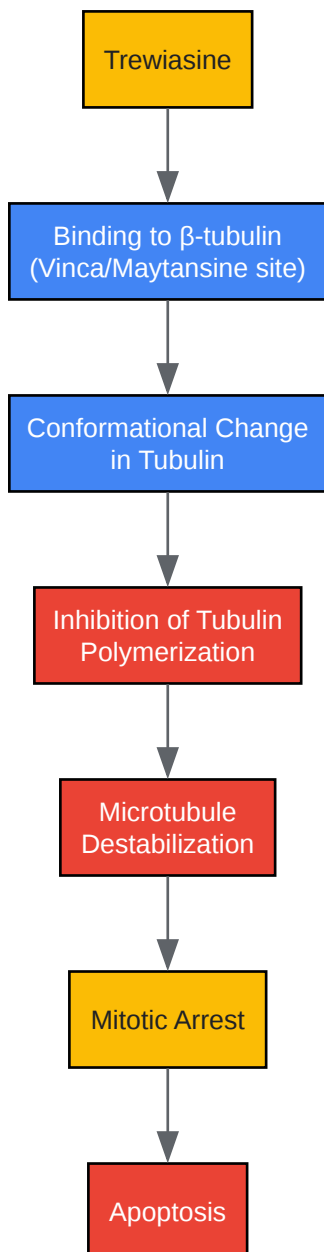 Trewiasine
Binding to β-tubulin
(Vinca/Maytansine site)
Conformational Change
in Tubulin
Inhibition of Tubulin
Polymerization
Microtubule
Destabilization
Mitotic Arrest
Apoptosis